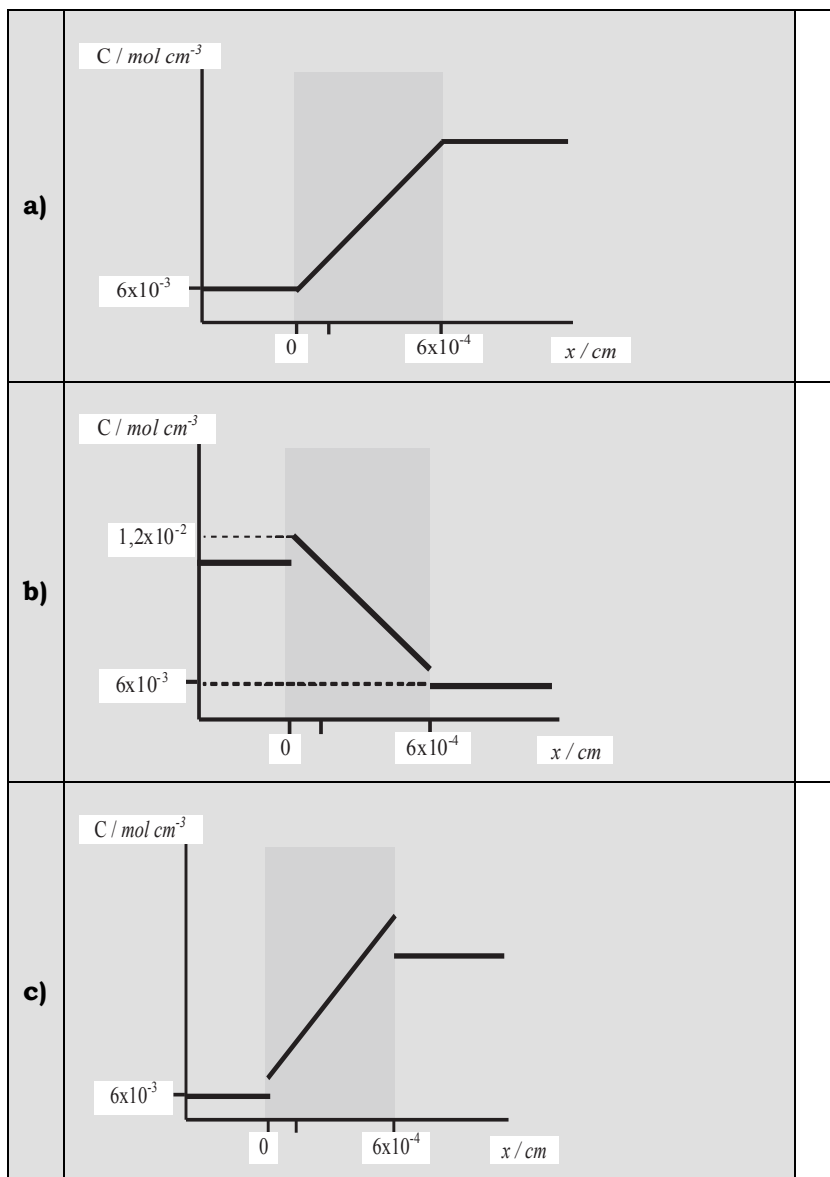 a)
C / mol cm⁻³
6x10⁻³
0
6x10⁻⁴
x / cm
b)
C / mol cm⁻³
1,2x10⁻²
6x10⁻³
0
6x10⁻⁴
x / cm
c)
C / mol cm⁻³
6x10⁻³
0
6x10⁻⁴
x / cm